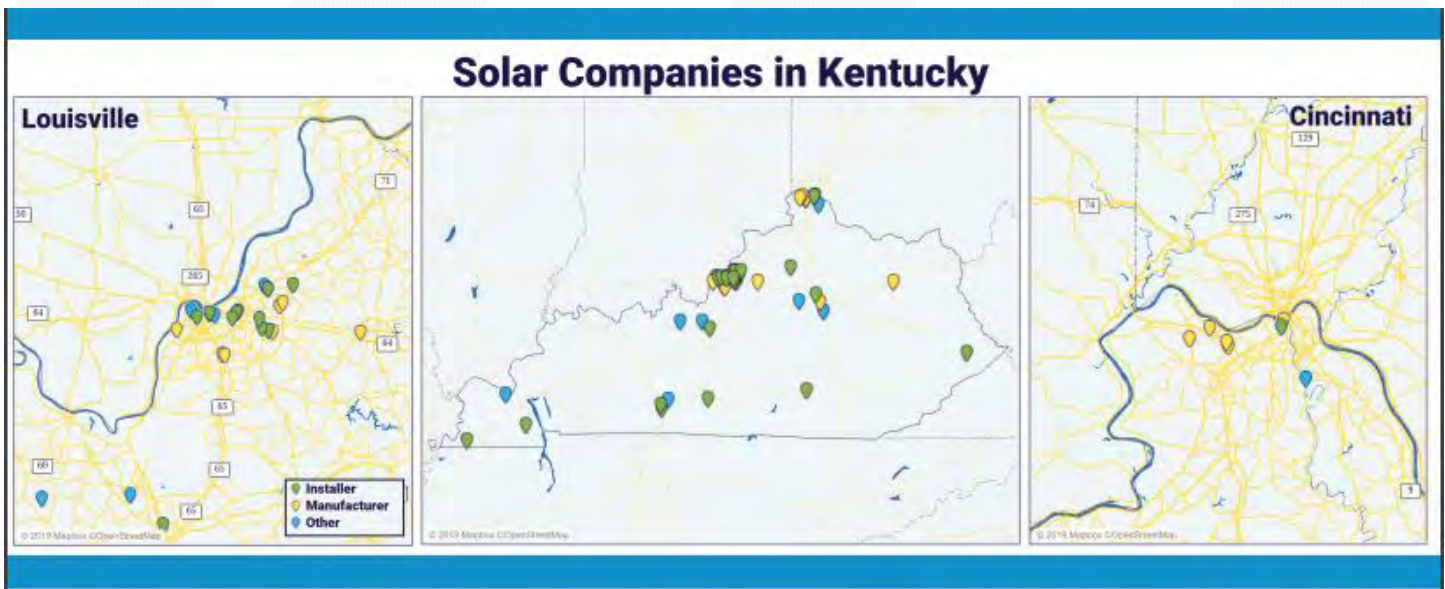 Solar Companies in Kentucky
Louisville
71
50
65
265
64
64
65
60
65
65
Installer
Manufacturer
Other
© 2019 Mapbox ©OpenStreetMap
© 2019 Mapbox ©OpenStreetMap
Cincinnati
129
74
275
9
© 2019 Mapbox ©OpenStreetMap